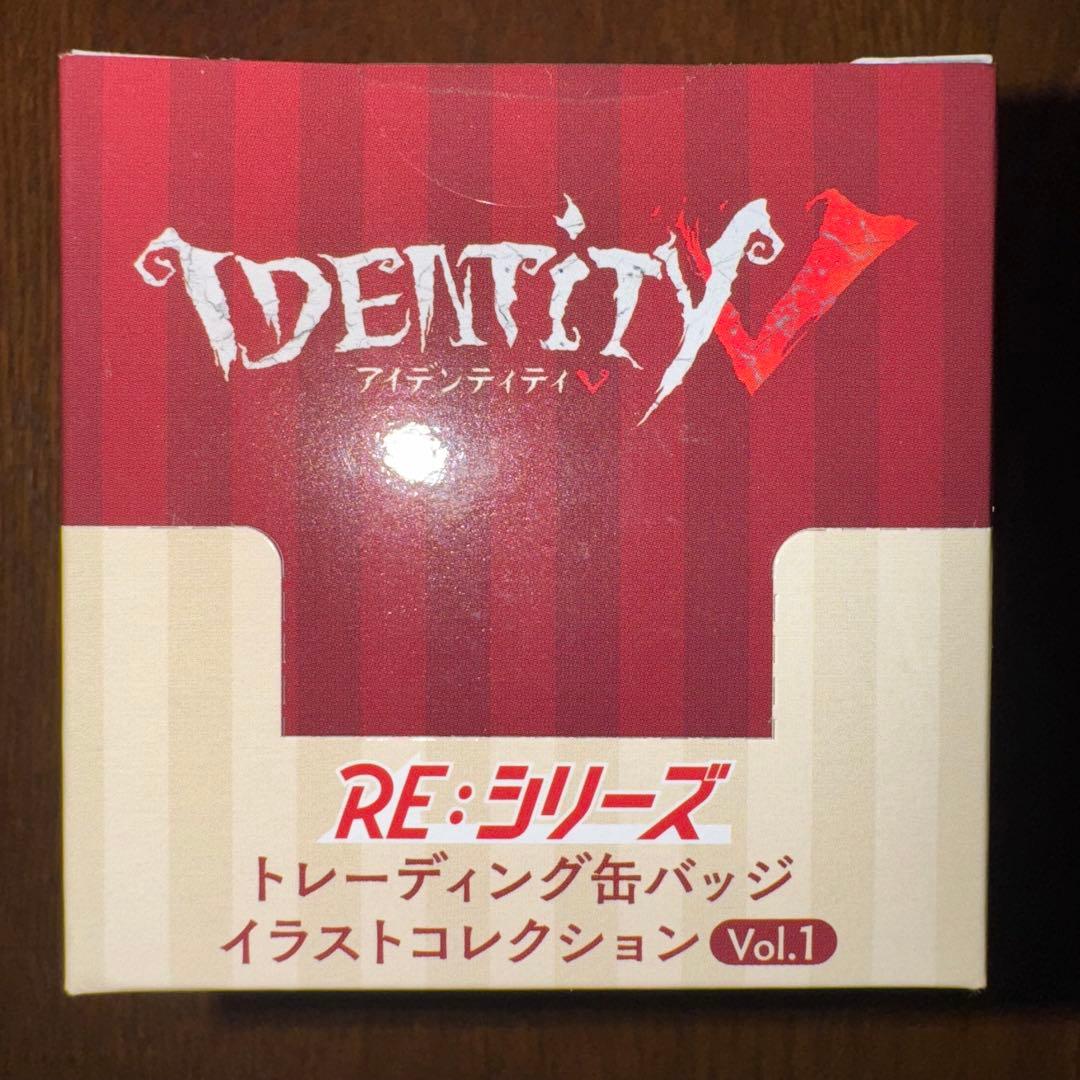 IDENTITY V
アイデンティティV
RE:シリーズ
トレーディング缶バッジ
イラストコレクション Vol.1